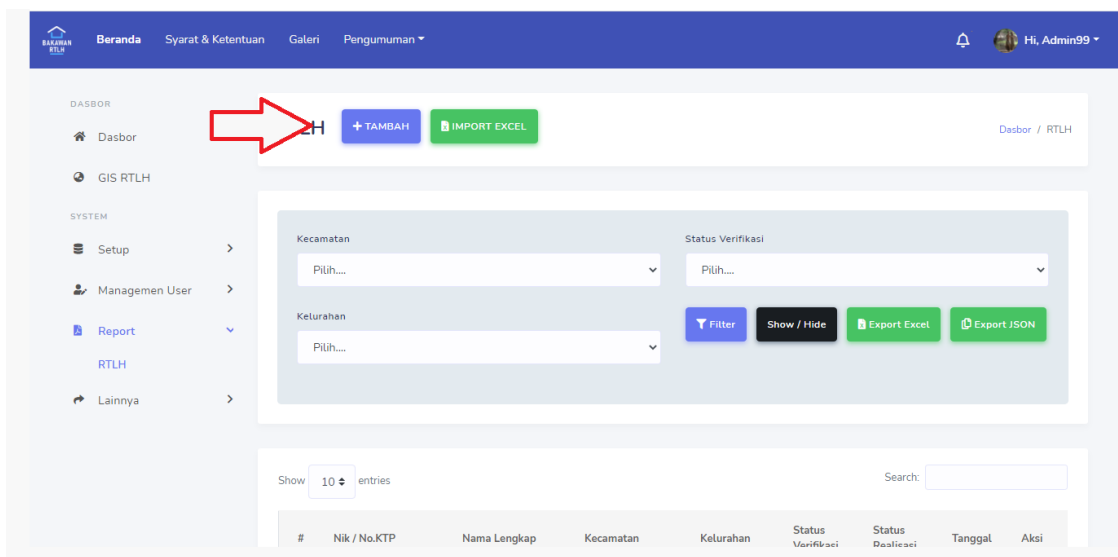 BAKAWAN
RTLH
Beranda Syarat & Ketentuan Galeri Pengumuman
Hi, Admin99
DASBOR
Dasbor
GIS RTLH
SYSTEM
Setup
Managemen User
Report
RTLH
Lainnya
LH + TAMBAH IMPORT EXCEL
Dasbor / RTLH
Kecamatan
Pilih....
Status Verifikasi
Pilih....
Kelurahan
Pilih....
Filter Show / Hide Export Excel Export JSON
Show 10 entries
Search:
# Nik / No.KTP Nama Lengkap Kecamatan Kelurahan Status Verifikasi Status Realisasi Tanggal Aksi